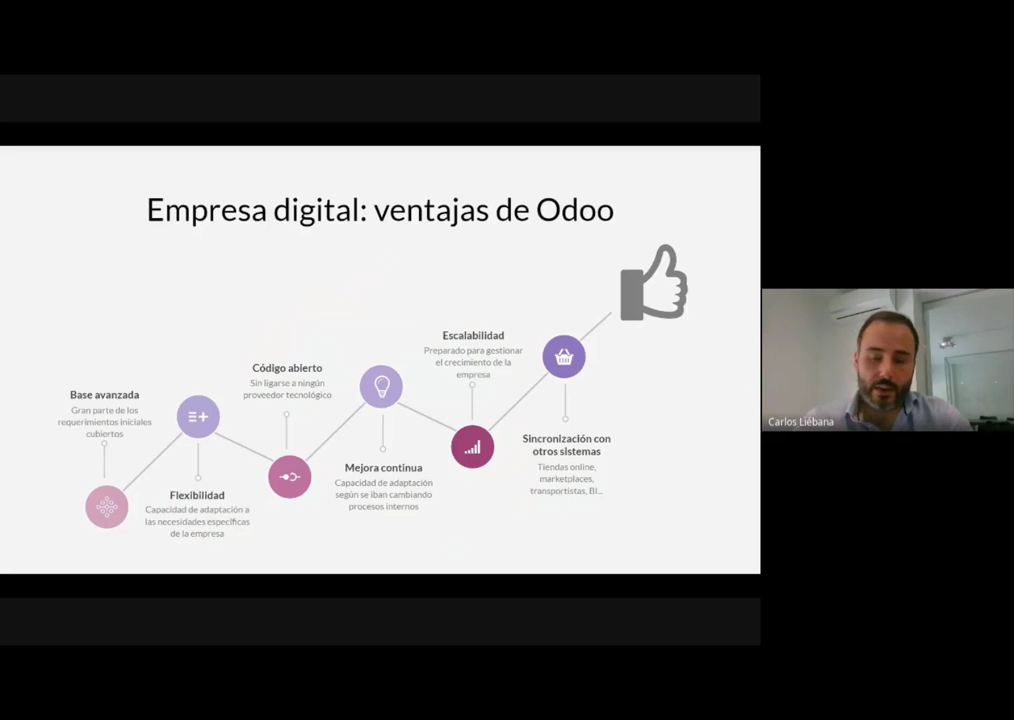 Empresa digital: ventajas de Odoo
Base avanzada
Gran parte de los
requerimientos iniciales
cubiertos
Flexibilidad
Capacidad de adaptación a
las necesidades específicas
de la empresa
Código abierto
Sin ligarse a ningún
proveedor tecnológico
Mejora continua
Capacidad de adaptación
según se iban cambiando
procesos internos
Escalabilidad
Preparado para gestionar
el crecimiento de la
empresa
Sincronización con
otros sistemas
Tiendas online,
marketplaces,
transportistas, BI...
Carlos Liébana